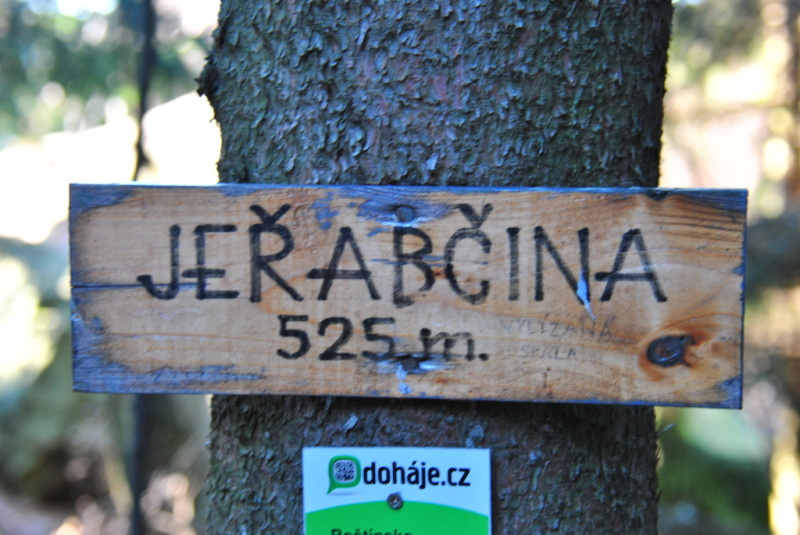 JEŘABČINA
525 m.
VYLÍZANÁ
SKÁLA
doháje.cz